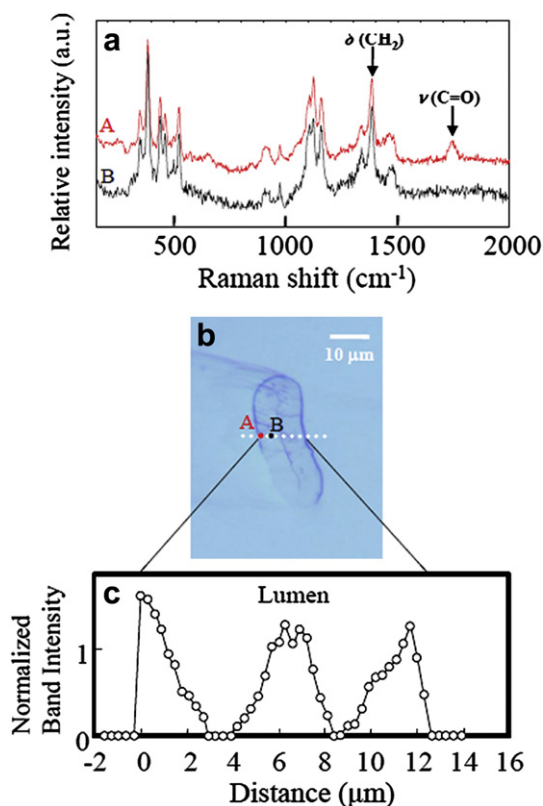 a
δ (CH₂)
ν (C=O)
A
B
Relative intensity (a.u.)
500 1000 1500 2000
Raman shift (cm⁻¹)
b
10 μm
A B
c
Lumen
Normalized
Band Intensity
1
0
-2 0 2 4 6 8 10 12 14 16
Distance (μm)